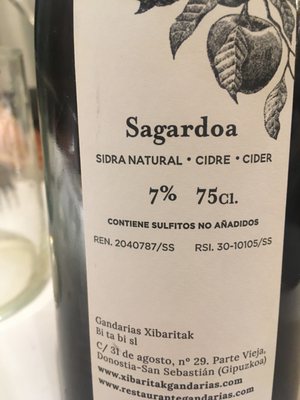 Sagardoa
SIDRA NATURAL • CIDRE • CIDER
7% 75Cl.
CONTIENE SULFITOS NO AÑADIDOS
REN. 2040787/SS RSI. 30-10105/SS
Gandarias Xibaritak
Bi ta bi sl
C/ 31 de agosto, nº 29. Parte Vieja,
Donostia-San Sebastián (Gipuzkoa)
www.xibaritakgandarias.com
www.restaurantegandarias.com